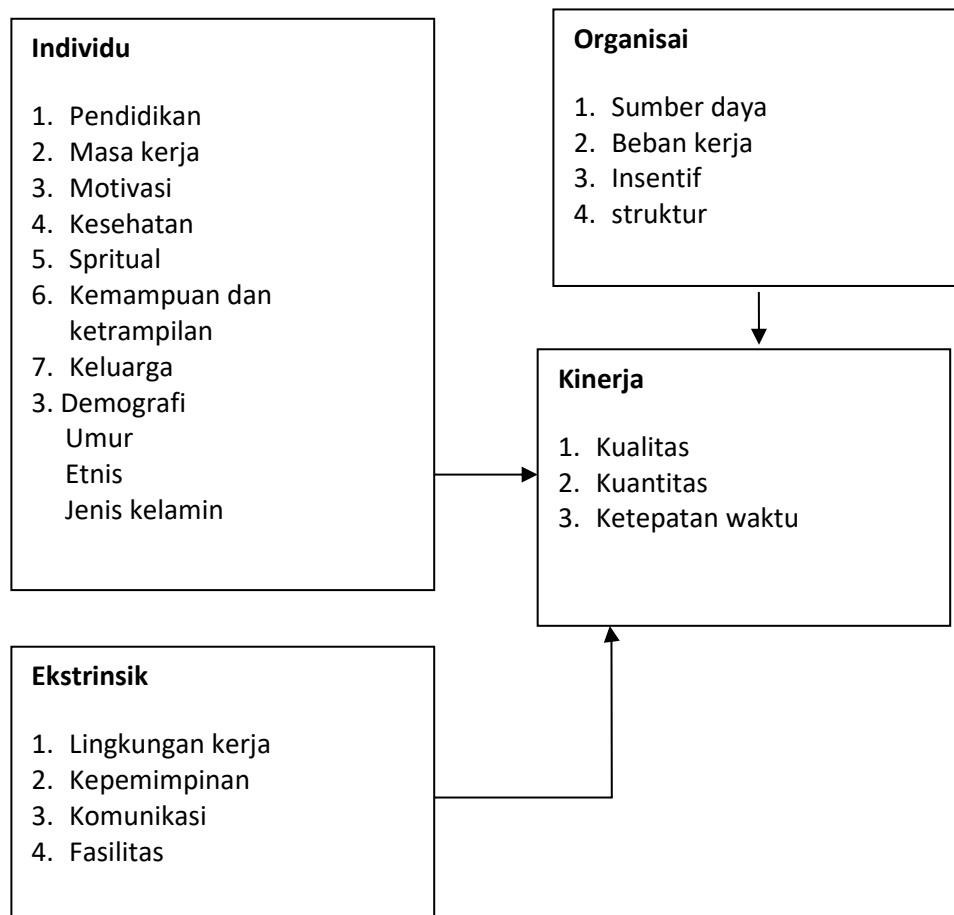 Individu
1. Pendidikan
2. Masa kerja
3. Motivasi
4. Kesehatan
5. Spritual
6. Kemampuan dan
ketrampilan
7. Keluarga
3. Demografi
Umur
Etnis
Jenis kelamin
Organisai
1. Sumber daya
2. Beban kerja
3. Insentif
4. struktur
Kinerja
1. Kualitas
2. Kuantitas
3. Ketepatan waktu
Ekstrinsik
1. Lingkungan kerja
2. Kepemimpinan
3. Komunikasi
4. Fasilitas